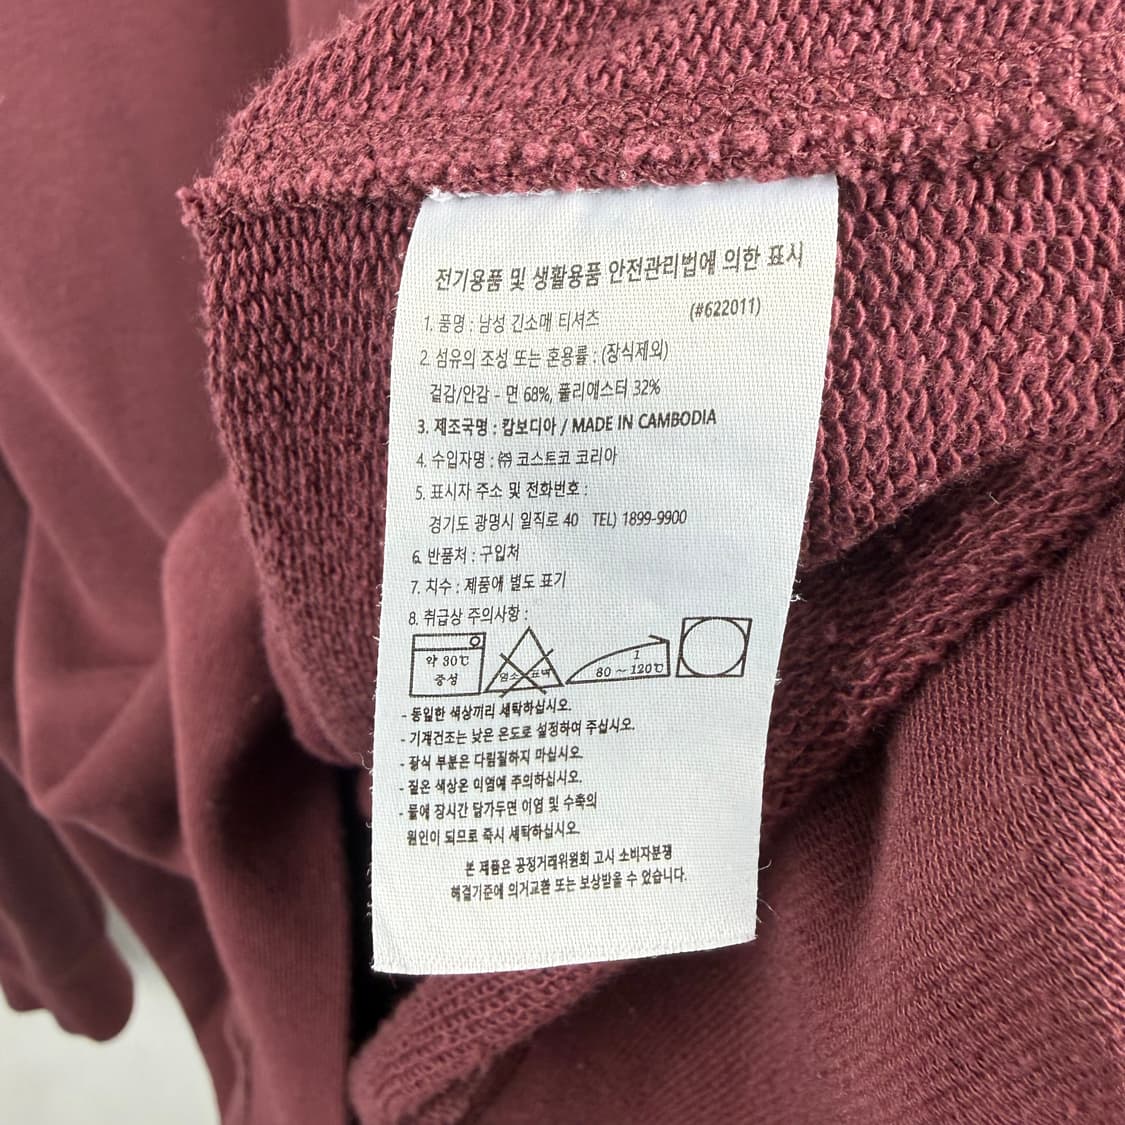 전기용품 및 생활용품 안전관리법에 의한 표시
1. 품명 : 남성 긴소매 티셔츠 (#622011)
2. 섬유의 조성 또는 혼용률 : (장식제외)
겉감/안감 - 면 68%, 폴리에스터 32%
3. 제조국명 : 캄보디아 / MADE IN CAMBODIA
4. 수입자명 : ㈜ 코스트코 코리아
5. 표시자 주소 및 전화번호 :
경기도 광명시 일직로 40 TEL) 1899-9900
6. 반품처 : 구입처
7. 치수 : 제품에 별도 표기
8. 취급상 주의사항 :
약 30℃
중성
염소 표백
1
80 ~ 120℃
- 동일한 색상끼리 세탁하십시오.
- 기계건조는 낮은 온도로 설정하여 주십시오.
- 장식 부분은 다림질하지 마십시오.
- 짙은 색상은 이염에 주의하십시오.
- 물에 장시간 담가두면 이염 및 수축의
원인이 되므로 즉시 세탁하십시오.
본 제품은 공정거래위원회 고시 소비자분쟁
해결기준에 의거교환 또는 보상받을 수 있습니다.